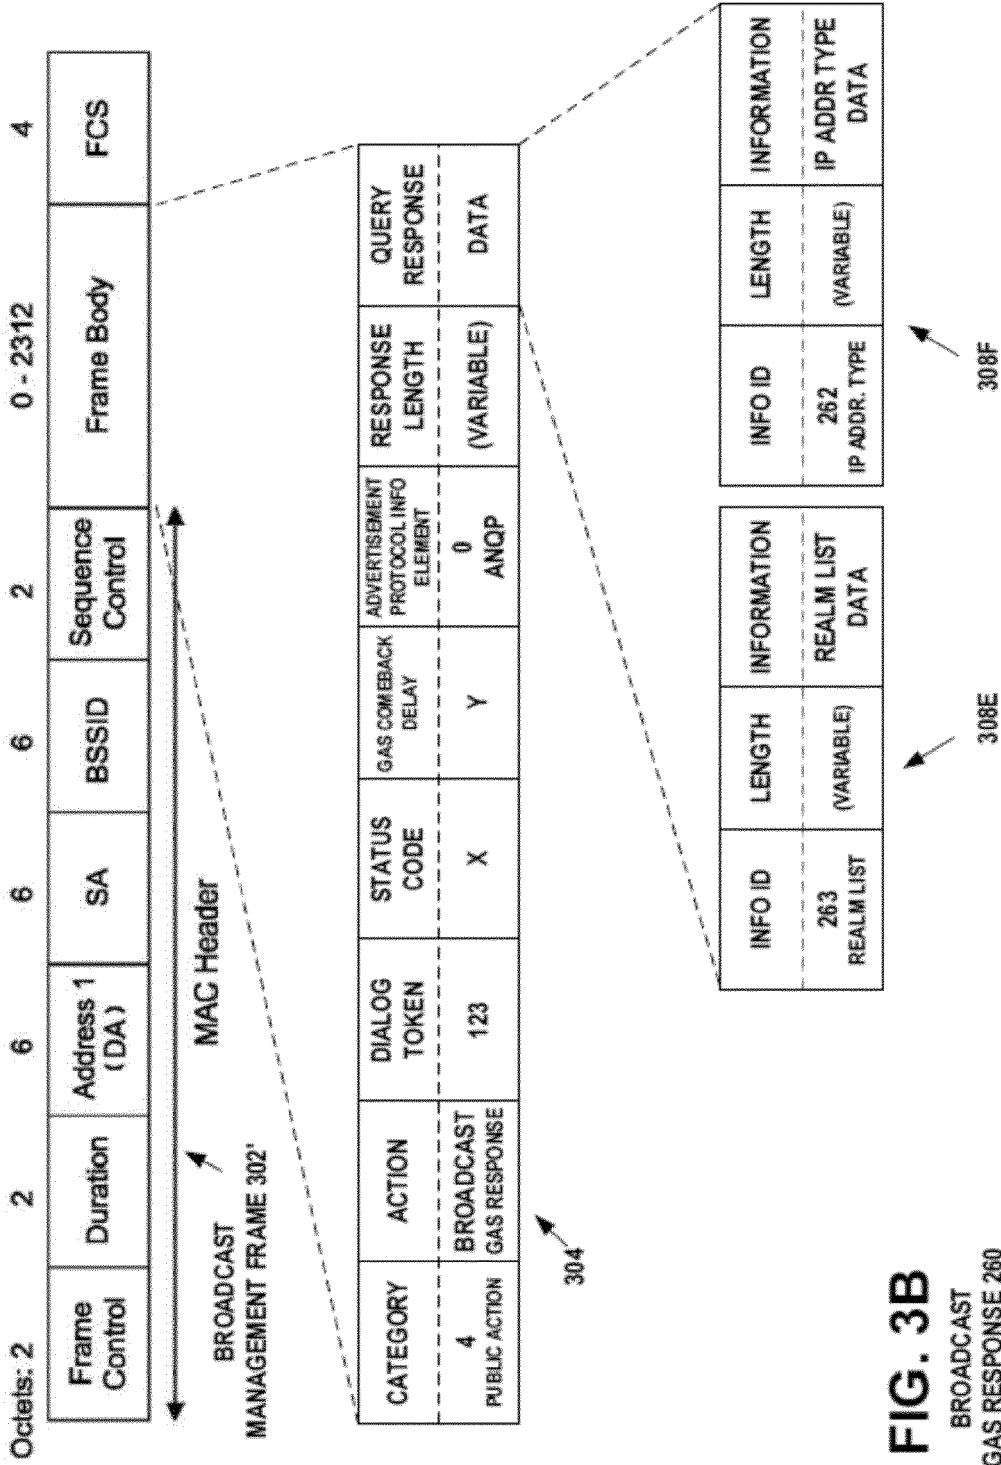 Octets: 2
2
6
6
6
2
0 - 2312
4
Frame
Control
Duration
Address 1
(DA)
SA
BSSID
Sequence
Control
Frame Body
FCS
MAC Header
BROADCAST
MANAGEMENT FRAME 302'
CATEGORY
ACTION
DIALOG
TOKEN
STATUS
CODE
GAS COMEBACK
DELAY
ADVERTISEMENT
PROTOCOL INFO
ELEMENT
RESPONSE
LENGTH
QUERY
RESPONSE
4
PUBLIC ACTION
BROADCAST
GAS RESPONSE
123
X
Y
0
ANQP
(VARIABLE)
DATA
304
INFO ID
LENGTH
INFORMATION
263
REALM LIST
(VARIABLE)
REALM LIST
DATA
308E
INFO ID
LENGTH
INFORMATION
262
IP ADDR. TYPE
(VARIABLE)
IP ADDR TYPE
DATA
308F
FIG. 3B
BROADCAST
GAS RESPONSE 260